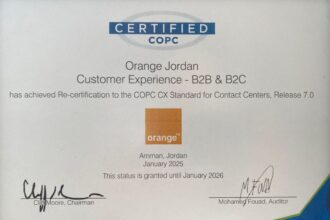 CERTIFIED
COPC
Orange Jordan
Customer Experience - B2B & B2C
has achieved Re-certification to the COPC CX Standard for Contact Centers, Release 7.0
orange
Amman, Jordan
January 2025
This status is granted until January 2026
Moore, Chairman
Mohamed Fouad, Auditor